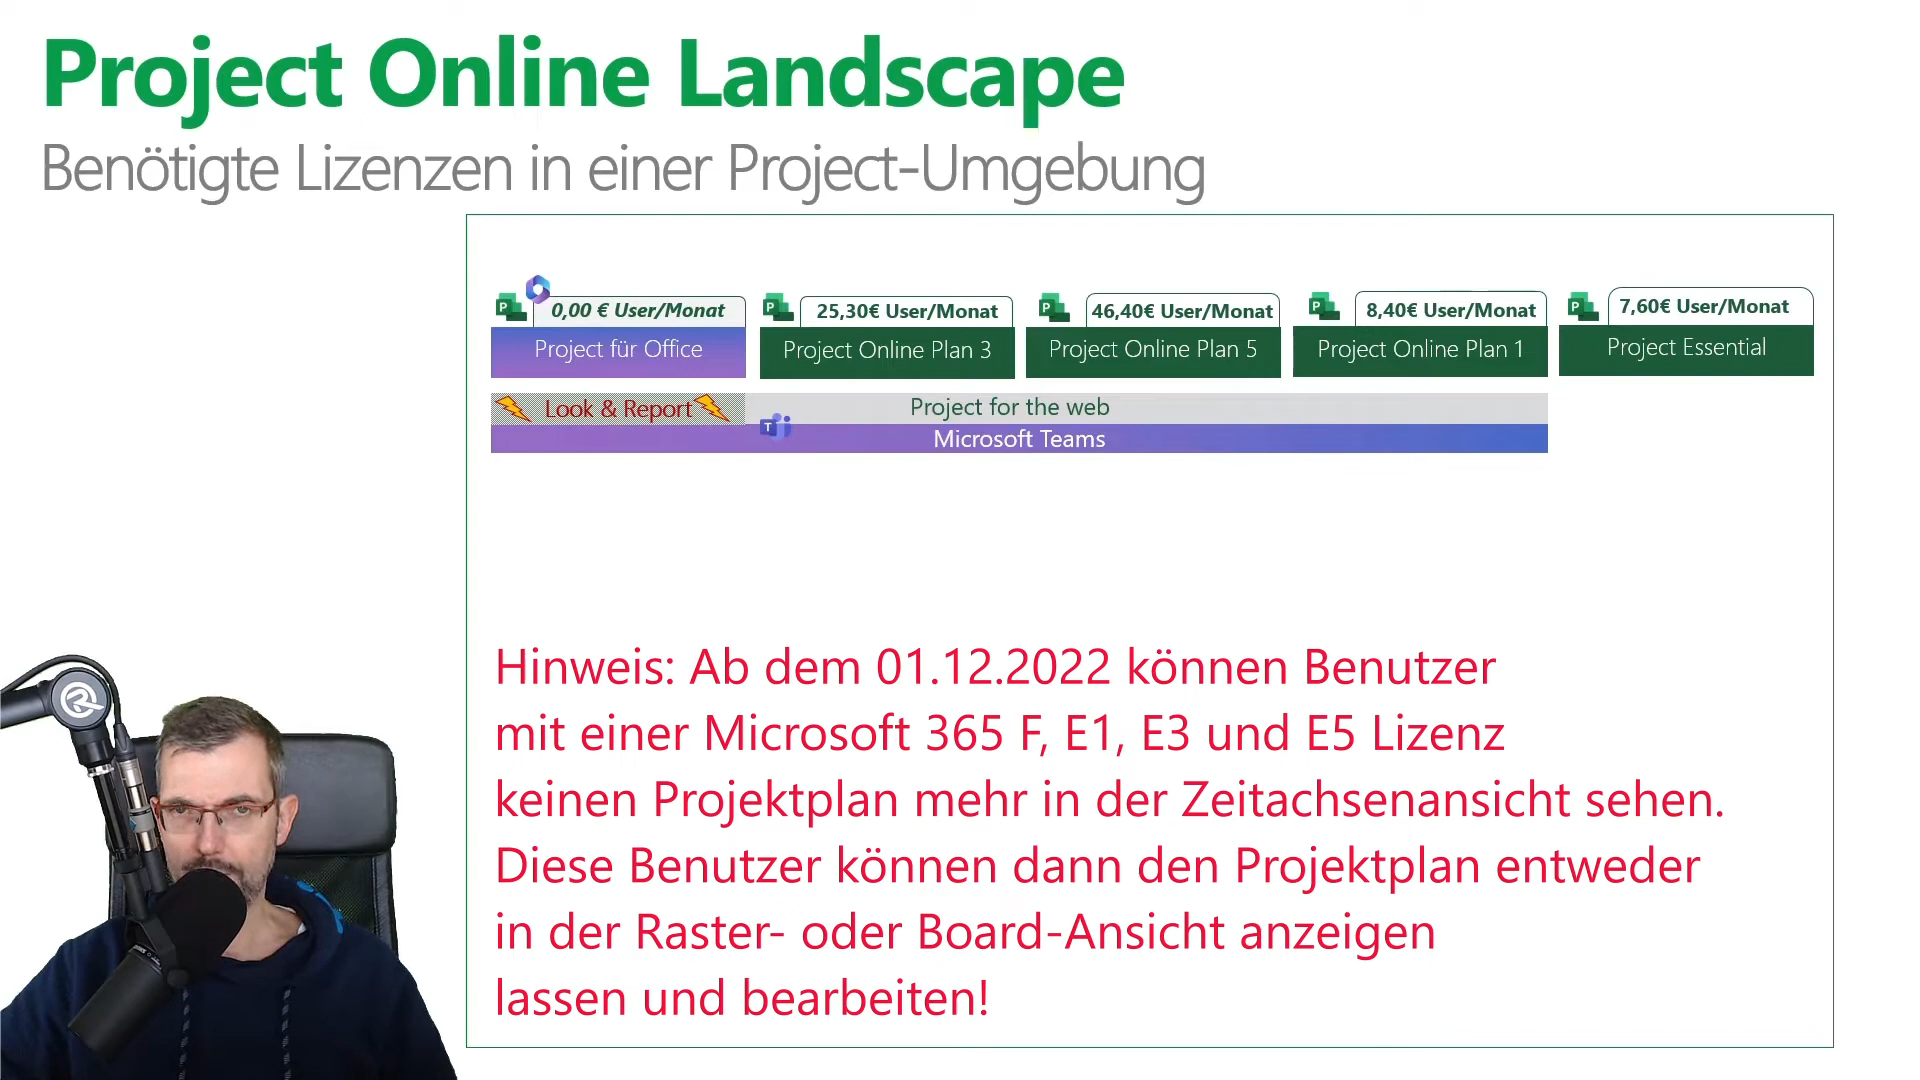 Project Online Landscape
Benötigte Lizenzen in einer Project-Umgebung
0,00 € User/Monat
Project für Office
25,30€ User/Monat
Project Online Plan 3
46,40€ User/Monat
Project Online Plan 5
8,40€ User/Monat
Project Online Plan 1
7,60€ User/Monat
Project Essential
Look & Report
Project for the web
Microsoft Teams
Hinweis: Ab dem 01.12.2022 können Benutzer
mit einer Microsoft 365 F, E1, E3 und E5 Lizenz
keinen Projektplan mehr in der Zeitachsenansicht sehen.
Diese Benutzer können dann den Projektplan entweder
in der Raster- oder Board-Ansicht anzeigen
lassen und bearbeiten!